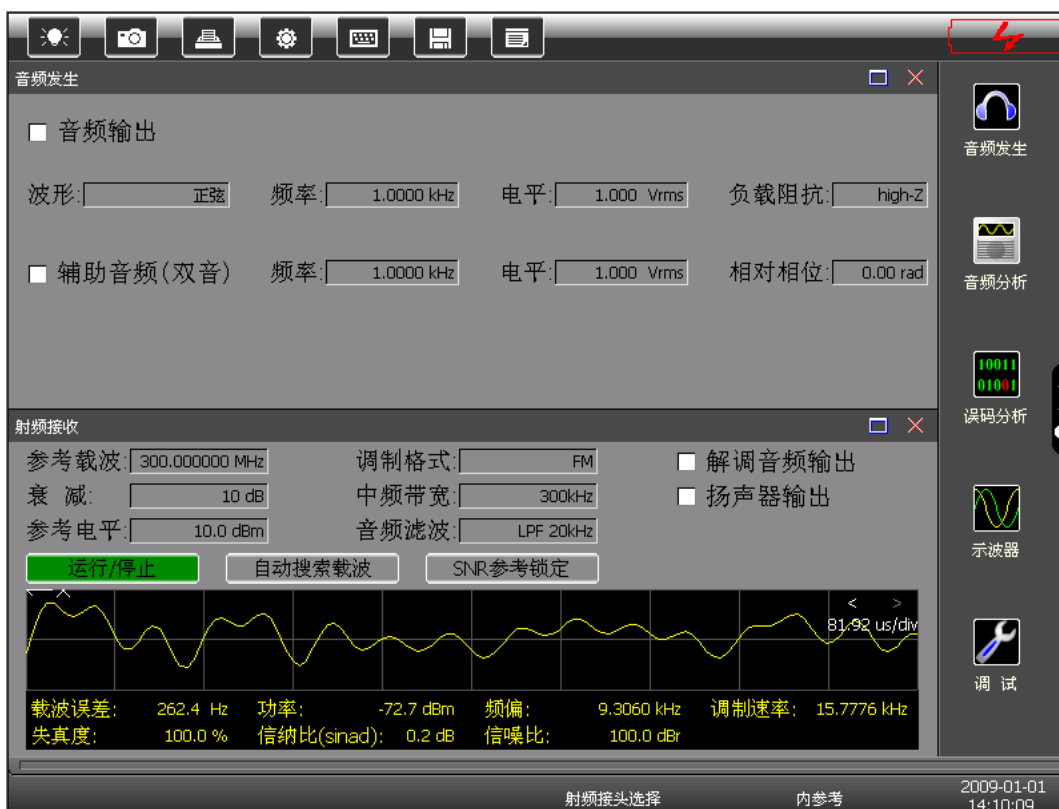 音频发生
音频输出
波形: 正弦 频率: 1.0000 kHz 电平: 1.000 Vrms 负载阻抗: high-Z
辅助音频(双音) 频率: 1.0000 kHz 电平: 1.000 Vrms 相对相位: 0.00 rad
射频接收
参考载波: 300.000000 MHz 调制格式: FM 解调音频输出
衰 减: 10 dB 中频带宽: 300kHz 扬声器输出
参考电平: 10.0 dBm 音频滤波: LPF 20kHz
运行/停止 自动搜索载波 SNR参考锁定
< >
81.92 us/div
载波误差: 262.4 Hz 功率: -72.7 dBm 频偏: 9.3060 kHz 调制速率: 15.7776 kHz
失真度: 100.0 % 信纳比(sinad): 0.2 dB 信噪比: 100.0 dBr
音频发生
音频分析
10011
01001
误码分析
示波器
调 试
射频接头选择 内参考 2009-01-01
14:10:09